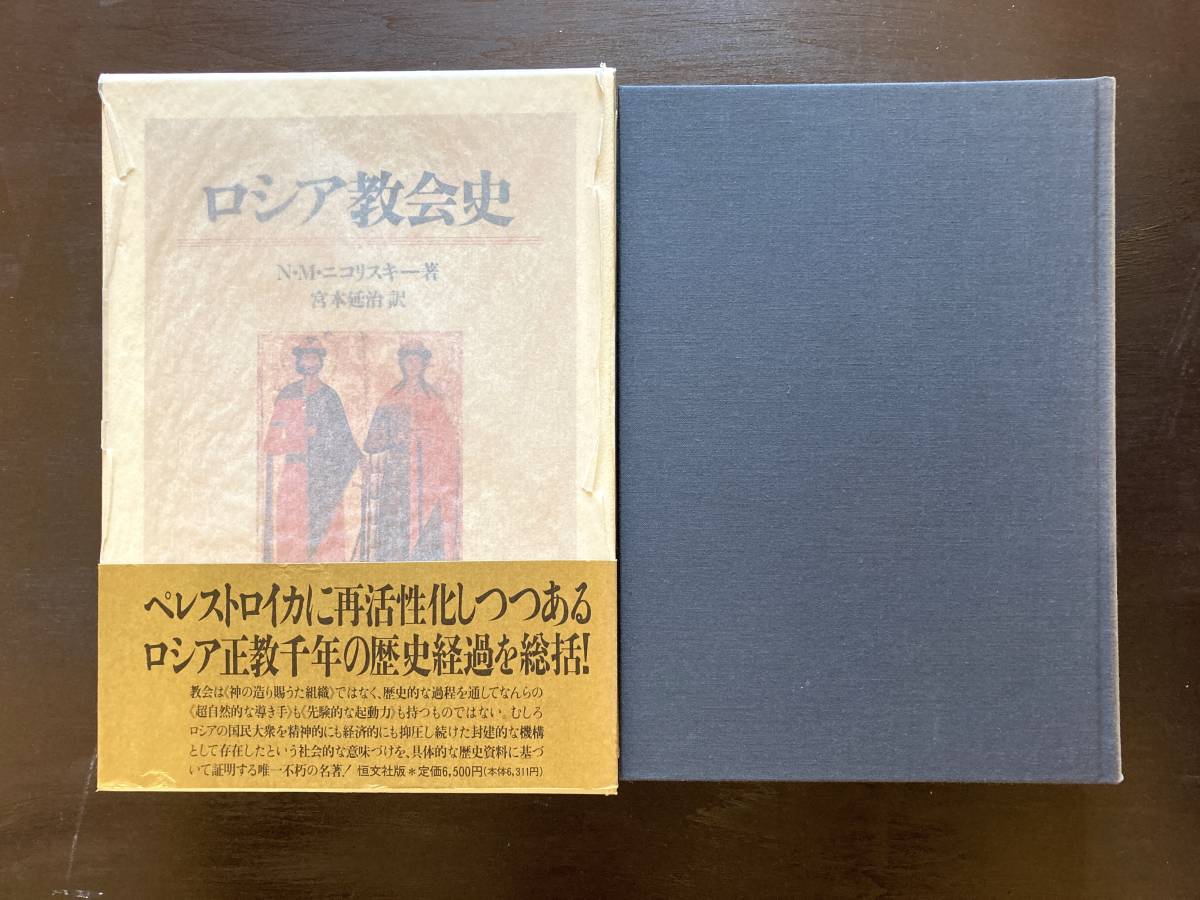 ロシア教会史
N・M・ニコリスキー著
宮本延治訳
ペレストロイカに再活性化しつつある
ロシア正教千年の歴史経過を総括!
教会は《神の造り賜うた組織》ではなく、歴史的な過程を通してなんらの
《超自然的な導き手》も《先験的な起動力》も持つものではない。むしろ
ロシアの国民大衆を精神的にも経済的にも抑圧し続けた封建的な機構
として存在したという社会的な意味づけを、具体的な歴史資料に基づ
いて証明する唯一不朽の名著! 恒文社版*定価6,500円(本体6,311円)